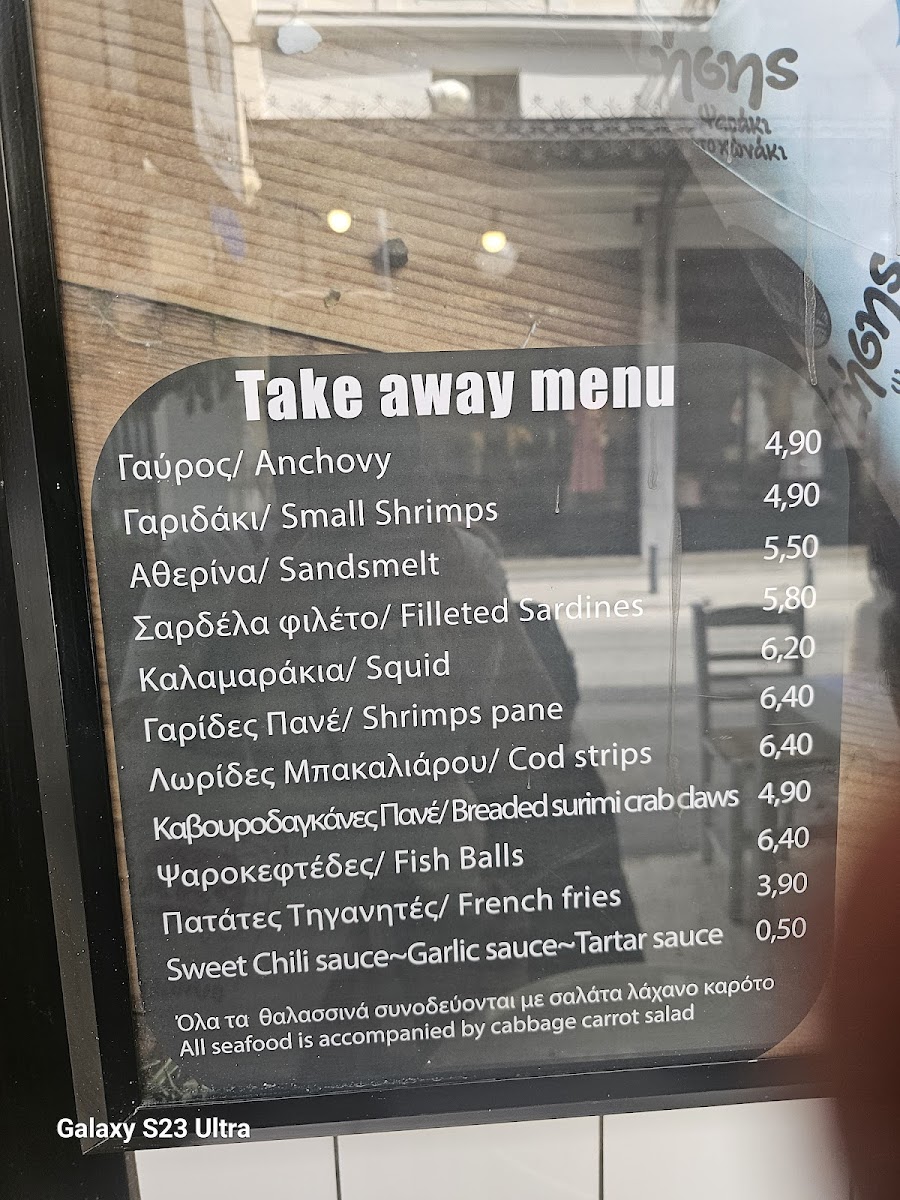 ήσης
Ψαράκι
στο χωνάκι
Take away menu
Γαύρος/ Anchovy 4,90
Γαριδάκι/ Small Shrimps 4,90
Αθερίνα/ Sandsmelt 5,50
Σαρδέλα φιλέτο/ Filleted Sardines 5,80
Καλαμαράκια/ Squid 6,20
Γαρίδες Πανέ/ Shrimps pane 6,40
Λωρίδες Μπακαλιάρου/ Cod strips 6,40
Καβουροδαγκάνες Πανέ/ Breaded surimi crab claws 4,90
Ψαροκεφτέδες/ Fish Balls 6,40
Πατάτες Τηγανητές/ French fries 3,90
Sweet Chili sauce~Garlic sauce~Tartar sauce 0,50
Όλα τα θαλασσινά συνοδεύονται με σαλάτα λάχανο καρότο
All seafood is accompanied by cabbage carrot salad
Galaxy S23 Ultra